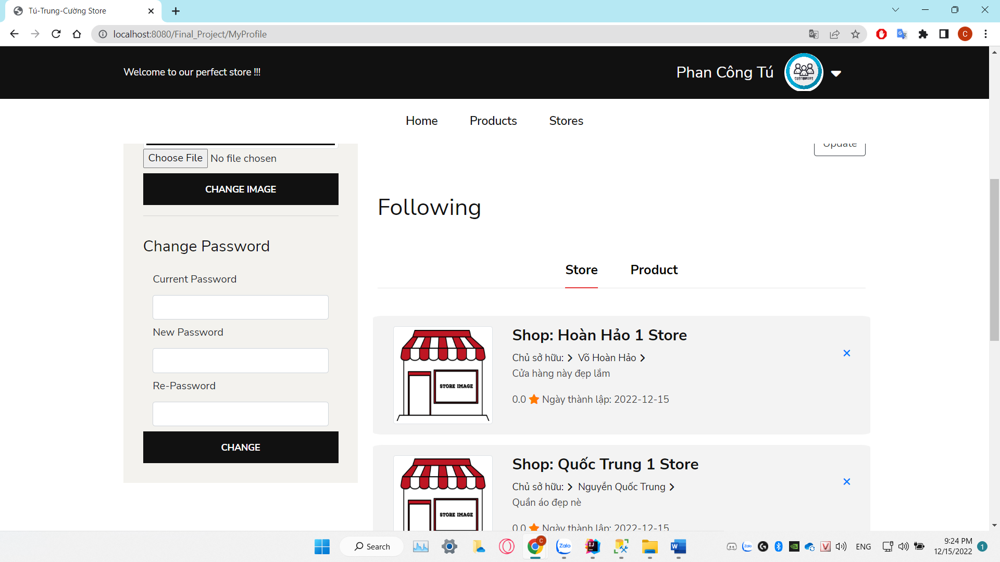 Tú-Trung-Cường Store
localhost:8080/Final_Project/MyProfile
C
Welcome to our perfect store !!!
Phan Công Tú
CUSTOMERS
Home
Products
Stores
Update
Choose File No file chosen
CHANGE IMAGE
Change Password
Current Password
New Password
Re-Password
CHANGE
Following
Store
Product
STORE IMAGE
Shop: Hoàn Hảo 1 Store
Chủ sở hữu: Võ Hoàn Hảo
Cửa hàng này đẹp lắm
0.0 Ngày thành lập: 2022-12-15
STORE IMAGE
Shop: Quốc Trung 1 Store
Chủ sở hữu: Nguyễn Quốc Trung
Quần áo đẹp nè
0.0 Ngày thành lập: 2022-12-15
Search
C
Zalo
IJ
W
Zalo
G
V
ENG
9:24 PM
12/15/2022
1